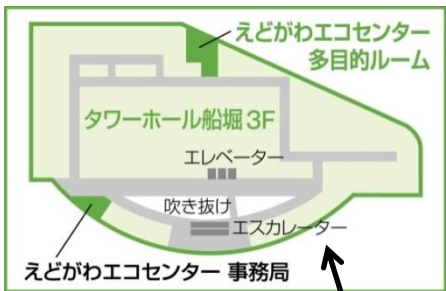 えどがわエコセンター
多目的ルーム
タワーホール船堀3F
エレベーター
吹き抜け
エスカレーター
えどがわエコセンター 事務局